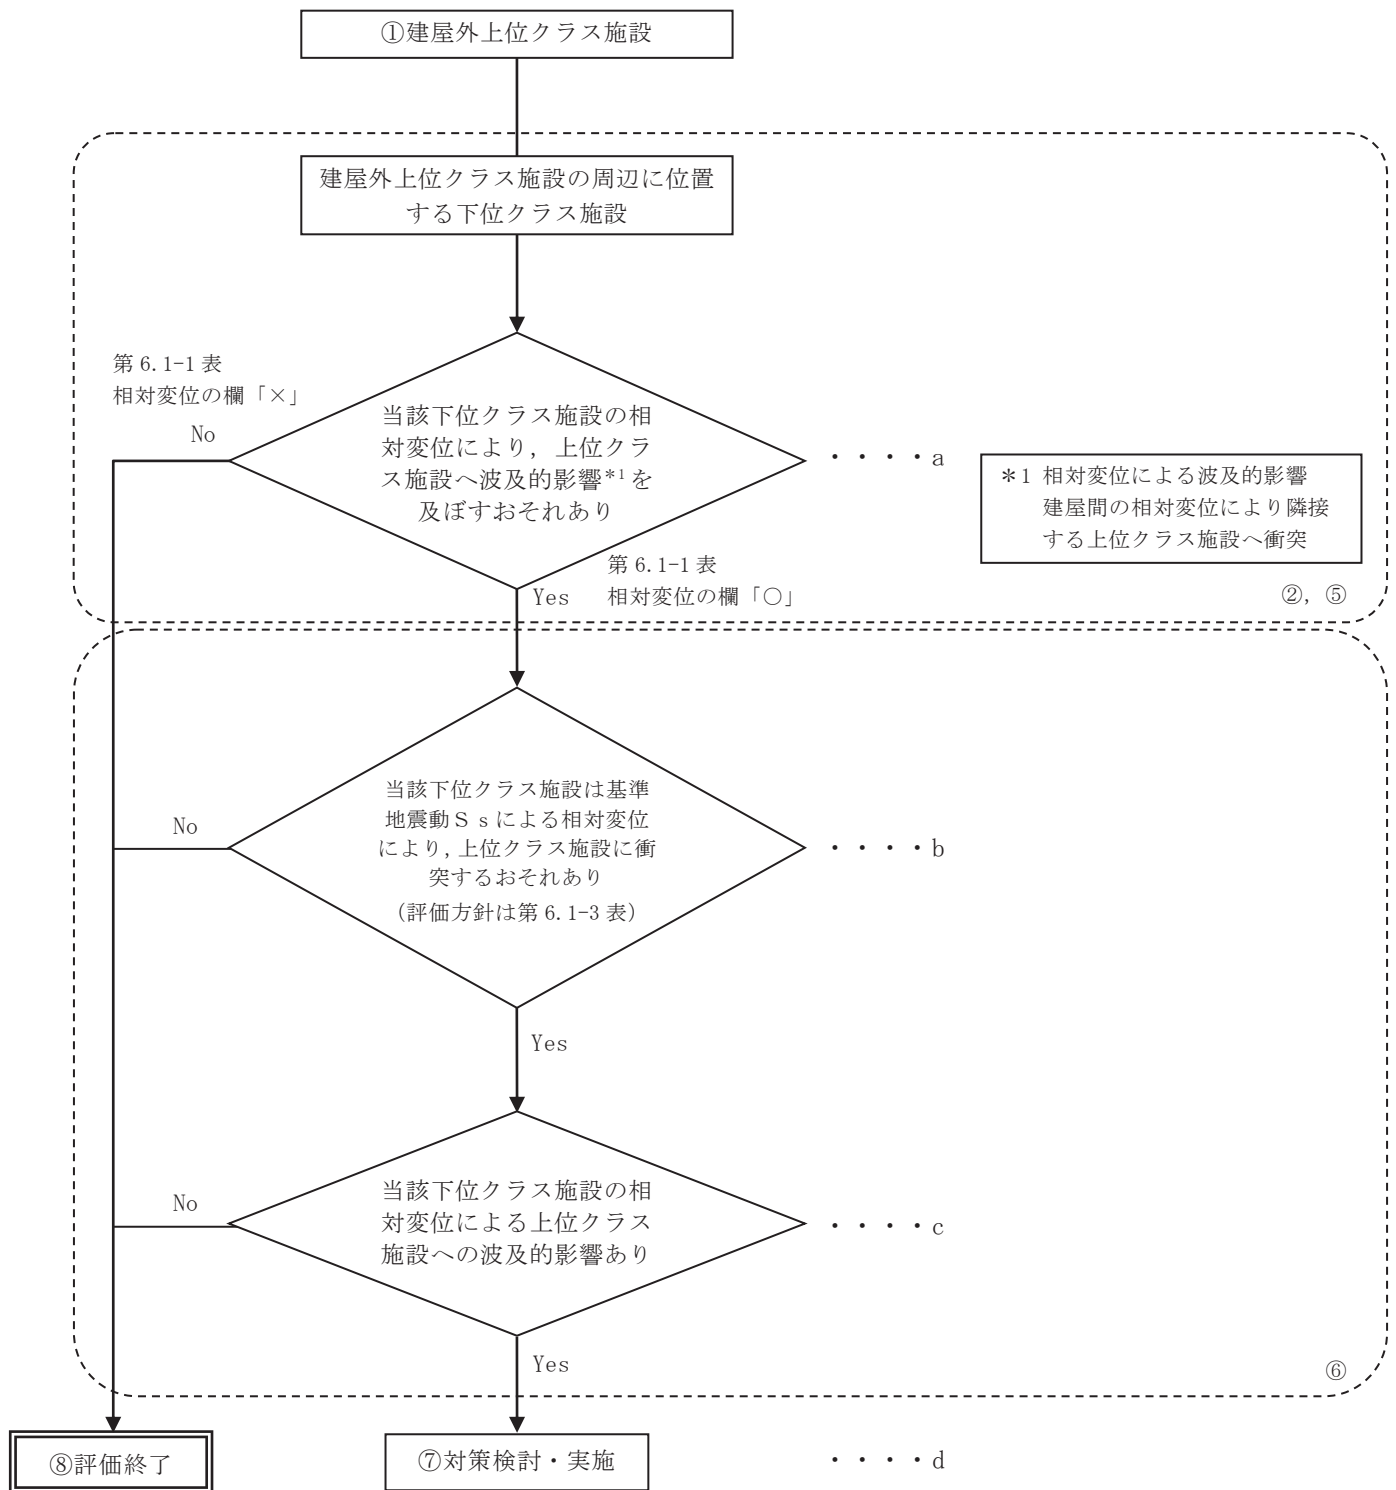 ①建屋外上位クラス施設
建屋外上位クラス施設の周辺に位置
する下位クラス施設
第 6.1-1 表
相対変位の欄「×」
No
当該下位クラス施設の相
対変位により，上位クラ
ス施設へ波及的影響*1 を
及ぼすおそれあり
・・・・a
＊1 相対変位による波及的影響
建屋間の相対変位により隣接
する上位クラス施設へ衝突
第 6.1-1 表
相対変位の欄「○」
Yes
②，⑤
当該下位クラス施設は基準
地震動Ｓｓによる相対変位
により，上位クラス施設に衝
突するおそれあり
（評価方針は第 6.1-3 表）
No
・・・・b
Yes
当該下位クラス施設の相
対変位による上位クラス
施設への波及的影響あり
No
・・・・c
Yes
⑥
⑧評価終了
⑦対策検討・実施
・・・・d